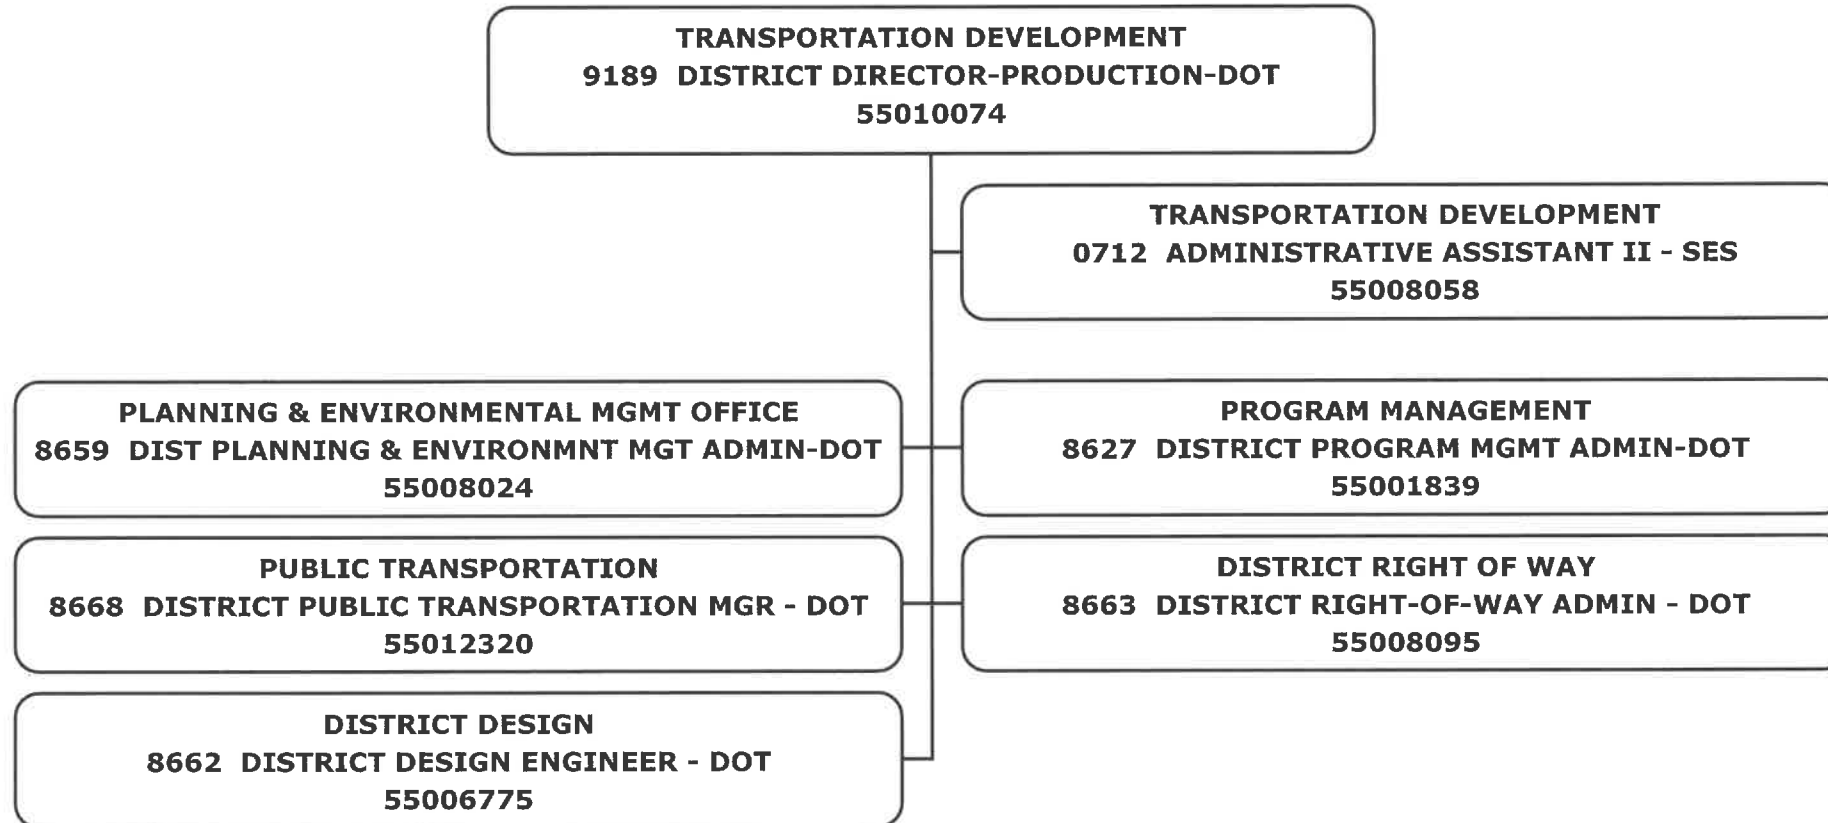 TRANSPORTATION DEVELOPMENT
9189 DISTRICT DIRECTOR-PRODUCTION-DOT
55010074
TRANSPORTATION DEVELOPMENT
0712 ADMINISTRATIVE ASSISTANT II - SES
55008058
PLANNING & ENVIRONMENTAL MGMT OFFICE
8659 DIST PLANNING & ENVIRONMNT MGT ADMIN-DOT
55008024
PROGRAM MANAGEMENT
8627 DISTRICT PROGRAM MGMT ADMIN-DOT
55001839
PUBLIC TRANSPORTATION
8668 DISTRICT PUBLIC TRANSPORTATION MGR - DOT
55012320
DISTRICT RIGHT OF WAY
8663 DISTRICT RIGHT-OF-WAY ADMIN - DOT
55008095
DISTRICT DESIGN
8662 DISTRICT DESIGN ENGINEER - DOT
55006775